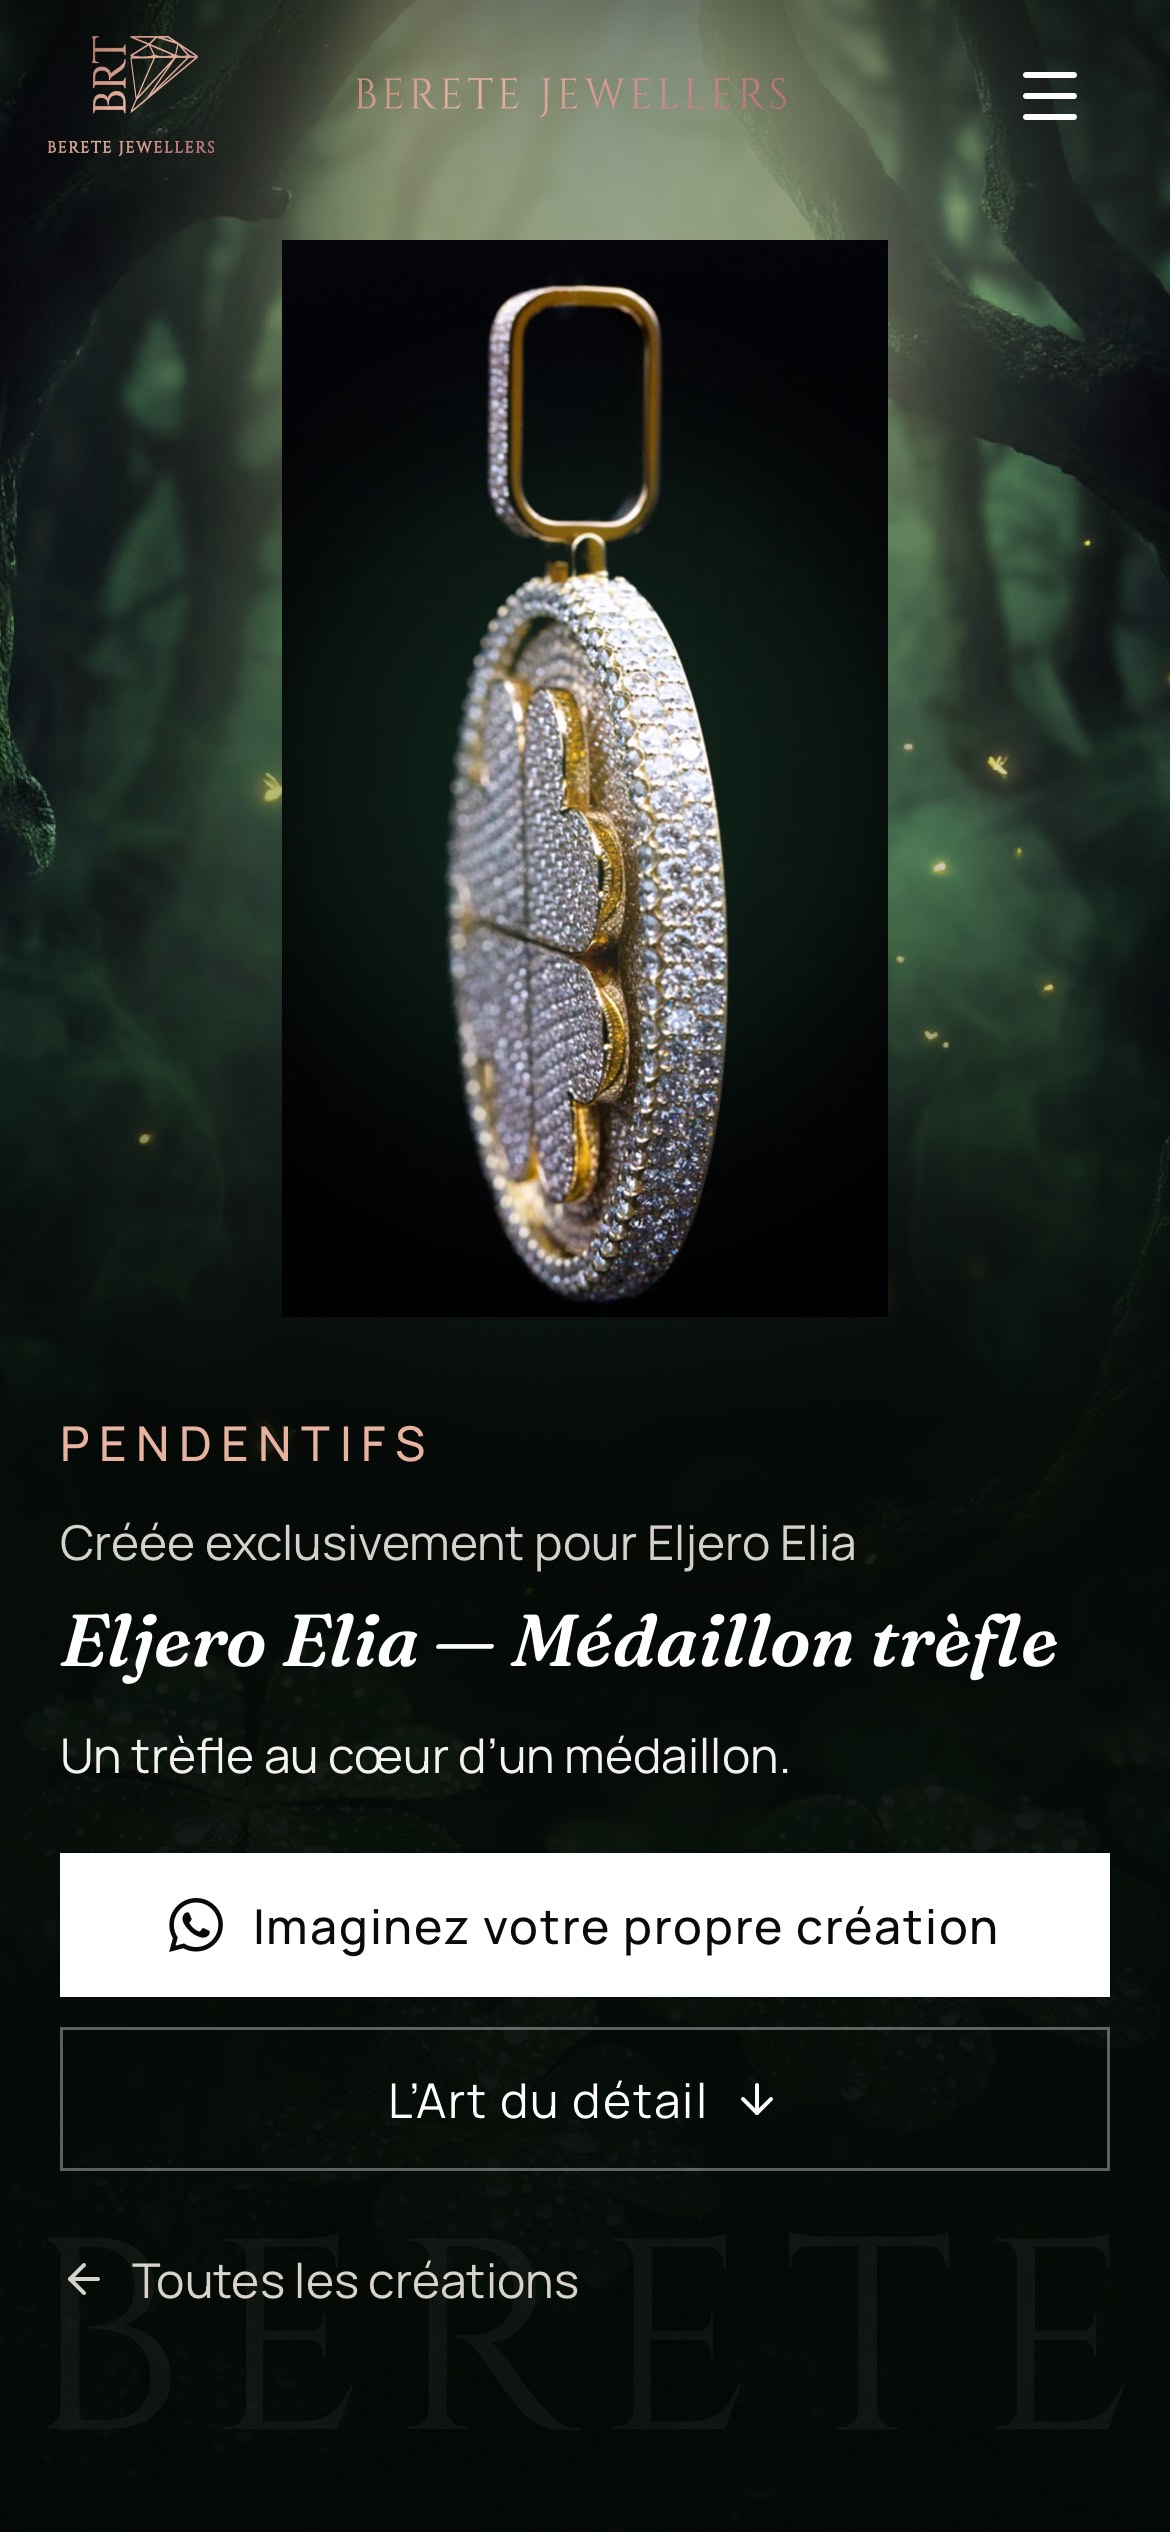 BRT
BERETE JEWELLERS
BERETE JEWELLERS
PENDENTIFS
Créée exclusivement pour Eljero Elia
Eljero Elia — Médaillon trèfle
Un trèfle au cœur d’un médaillon.
Imaginez votre propre création
L’Art du détail ↓
← Toutes les créations
BERETE